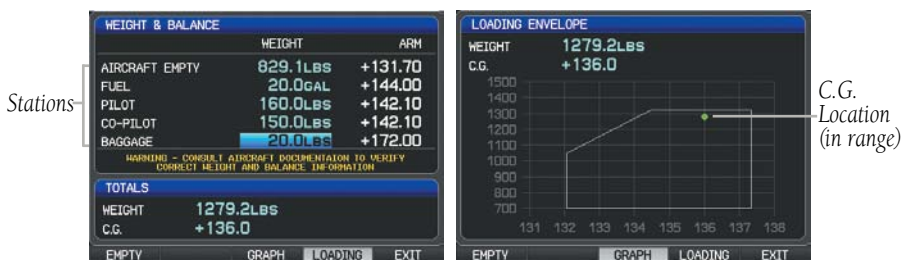 WEIGHT & BALANCE
WEIGHT ARM
AIRCRAFT EMPTY 829.1LBS +131.70
FUEL 20.0GAL +144.00
PILOT 160.0LBS +142.10
CO-PILOT 150.0LBS +142.10
BAGGAGE 20.0LBS +172.00
WARNING - CONSULT AIRCRAFT DOCUMENTAION TO VERIFY
CORRECT WEIGHT AND BALANCE INFORMATION
TOTALS
WEIGHT 1279.2LBS
C.G. +136.0
EMPTY GRAPH LOADING EXIT
Stations
LOADING ENVELOPE
WEIGHT 1279.2LBS
C.G. +136.0
1500
1400
1300
1200
1100
1000
900
800
700
131 132 133 134 135 136 137 138
EMPTY GRAPH LOADING EXIT
C.G.
Location
(in range)